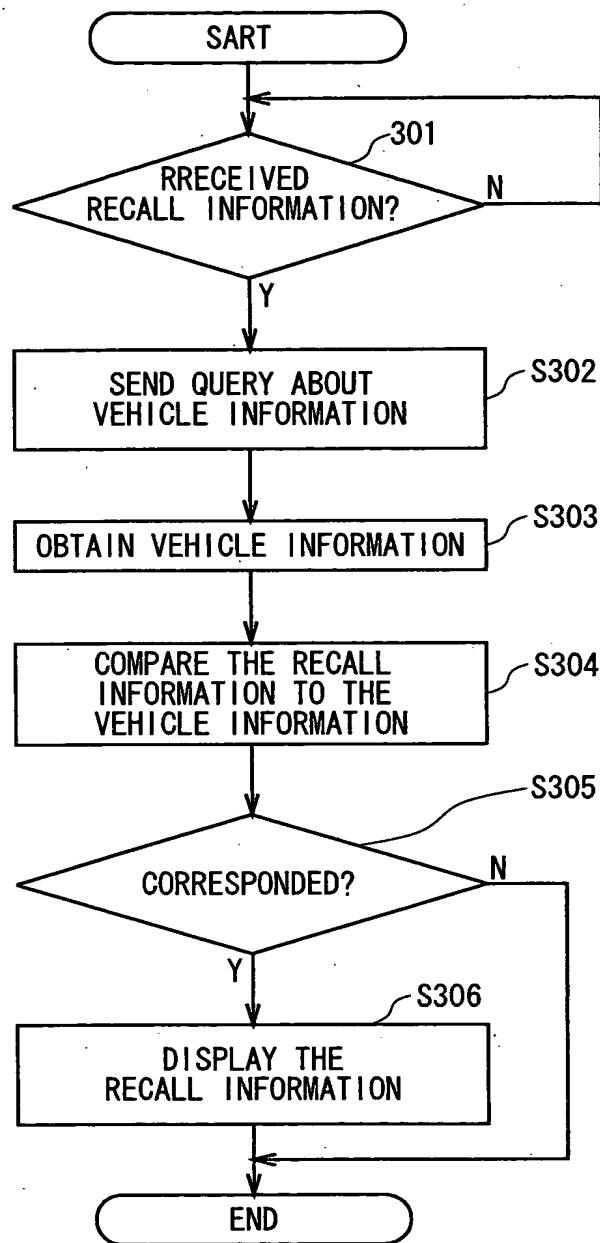 SART
301
RRECEIVED
RECALL INFORMATION?
N
Y
SEND QUERY ABOUT
VEHICLE INFORMATION
S302
OBTAIN VEHICLE INFORMATION
S303
COMPARE THE RECALL
INFORMATION TO THE
VEHICLE INFORMATION
S304
S305
CORRESPONDED?
N
Y
S306
DISPLAY THE
RECALL INFORMATION
END